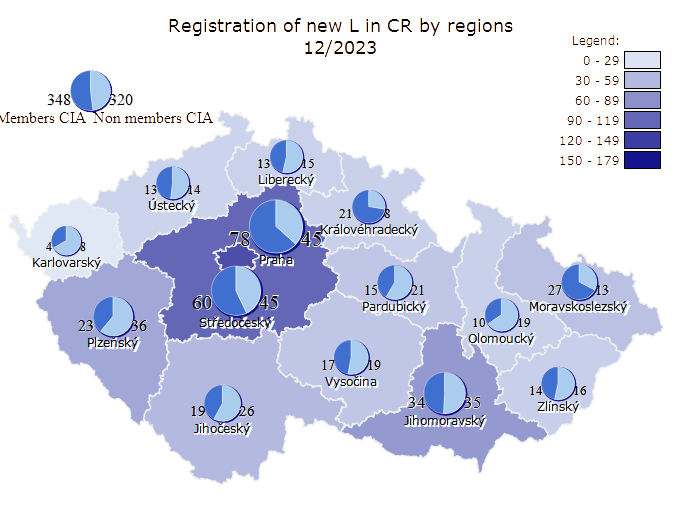 Registration of new L in CR by regions
12/2023
Legend:
0 - 29
30 - 59
60 - 89
90 - 119
120 - 149
150 - 179
348 320
Members CIA Non members CIA
13 15
Liberecký
13 14
Ústecký
21 8
Královéhradecký
4 8
Karlovarský
78 45
Praha
60 45
Středočeský
15 21
Pardubický
27 13
Moravskoslezský
23 36
Plzeňský
10 19
Olomoucký
17 19
Vysočina
14 16
Zlínský
19 26
Jihočeský
34 35
Jihomoravský